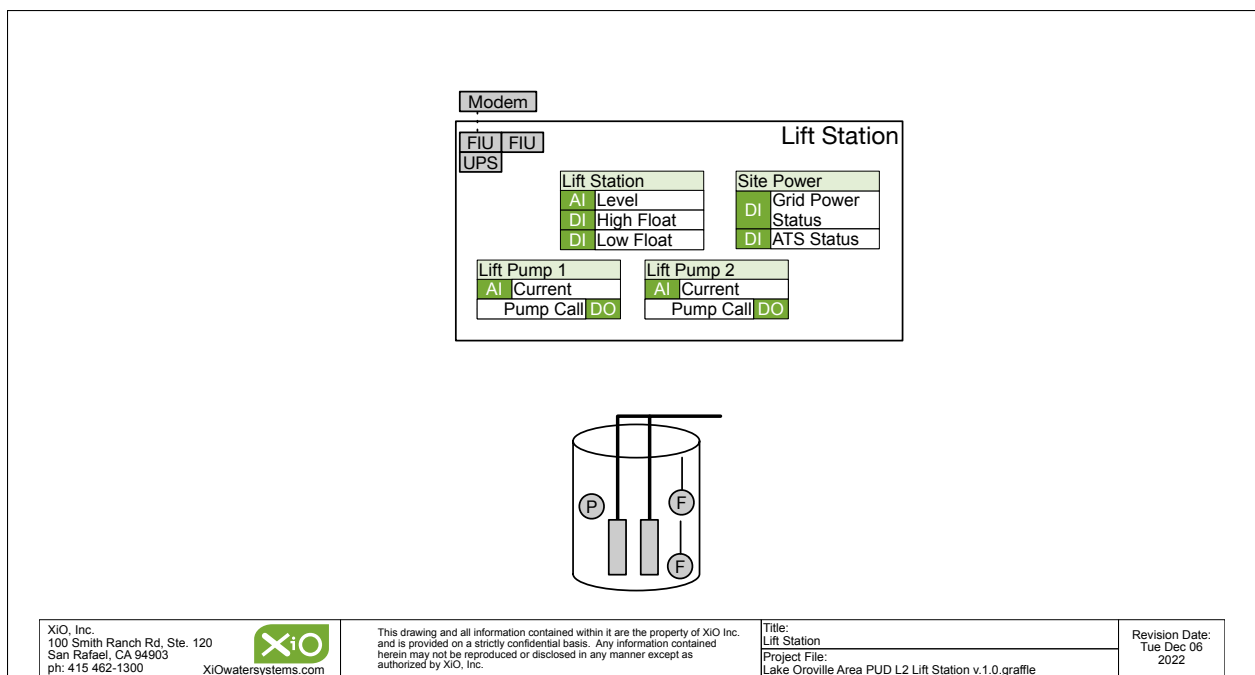 Modem
Lift Station
FIU FIU
UPS
Lift Station
AI Level
DI High Float
DI Low Float
Site Power
DI Grid Power
Status
DI ATS Status
Lift Pump 1
AI Current
Pump Call DO
Lift Pump 2
AI Current
Pump Call DO
P
F
F
XiO, Inc.
100 Smith Ranch Rd, Ste. 120
San Rafael, CA 94903
ph: 415 462-1300
XiO
XiOwatersystems.com
This drawing and all information contained within it are the property of XiO Inc.
and is provided on a strictly confidential basis. Any information contained
herein may not be reproduced or disclosed in any manner except as
authorized by XiO, Inc.
Title:
Lift Station
Project File:
Lake Oroville Area PUD L2 Lift Station v.1.0.graffle
Revision Date:
Tue Dec 06
2022